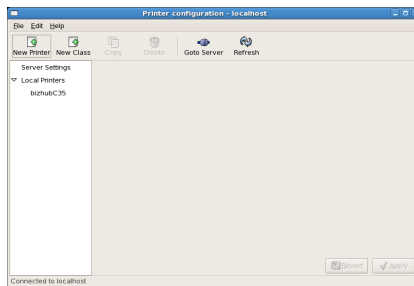 Printer configuration - localhost
File Edit Help
New Printer New Class Copy Delete Goto Server Refresh
Server Settings
Local Printers
bizhubC35
Revert Apply
Connected to localhost